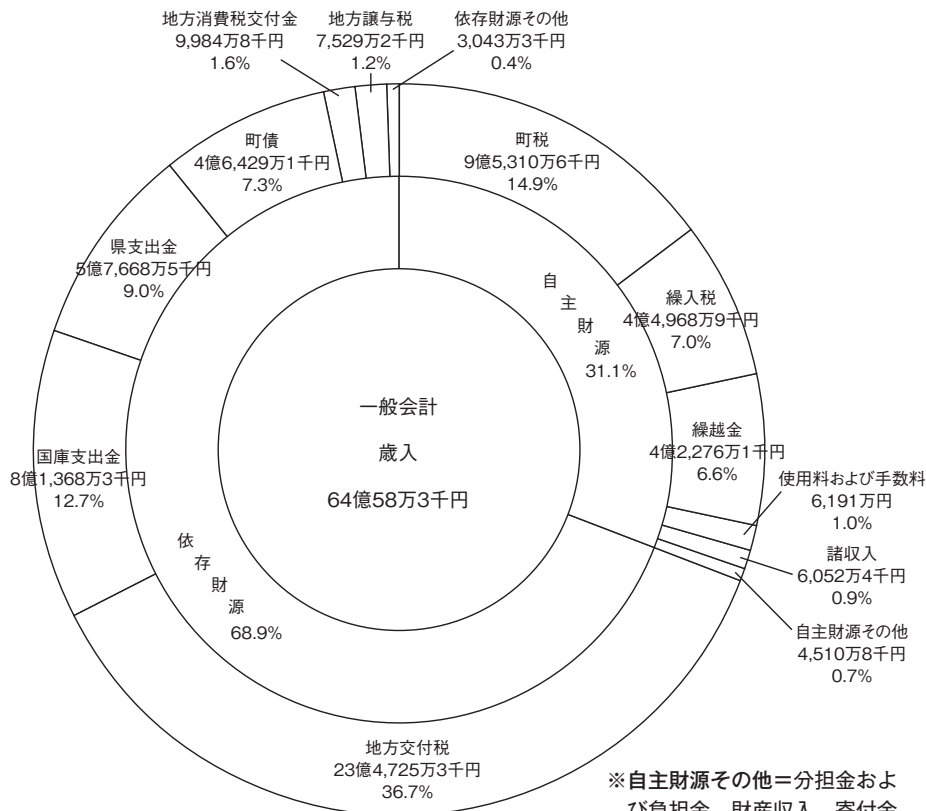 地方消費税交付金
9,984万8千円
1.6%
地方譲与税
7,529万2千円
1.2%
依存財源その他
3,043万3千円
0.4%
町債
4億6,429万1千円
7.3%
町税
9億5,310万6千円
14.9%
県支出金
5億7,668万5千円
9.0%
自主財源
31.1%
繰入税
4億4,968万9千円
7.0%
一般会計
歳入
64億58万3千円
繰越金
4億2,276万1千円
6.6%
国庫支出金
8億1,368万3千円
12.7%
使用料および手数料
6,191万円
1.0%
諸収入
6,052万4千円
0.9%
依存財源
68.9%
自主財源その他
4,510万8千円
0.7%
地方交付税
23億4,725万3千円
36.7%
※自主財源その他=分担金およ
び負担金、財産収入、寄付金